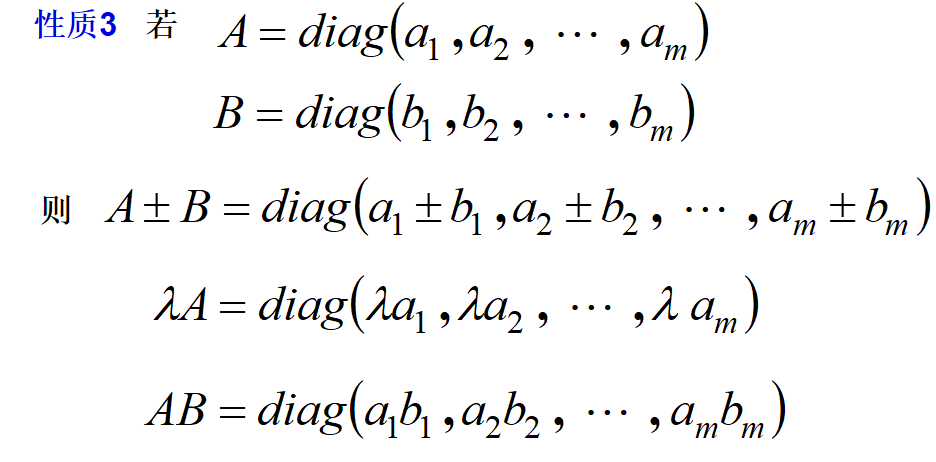 性质3 若 A = diag(a₁ ,a₂ , ⋯ ,aₘ)
B = diag(b₁ ,b₂ , ⋯ ,bₘ)
则 A ± B = diag(a₁ ± b₁ ,a₂ ± b₂ , ⋯ ,aₘ ± bₘ)
λA = diag(λa₁ ,λa₂ , ⋯ ,λ aₘ)
AB = diag(a₁b₁ ,a₂b₂ , ⋯ ,aₘbₘ)